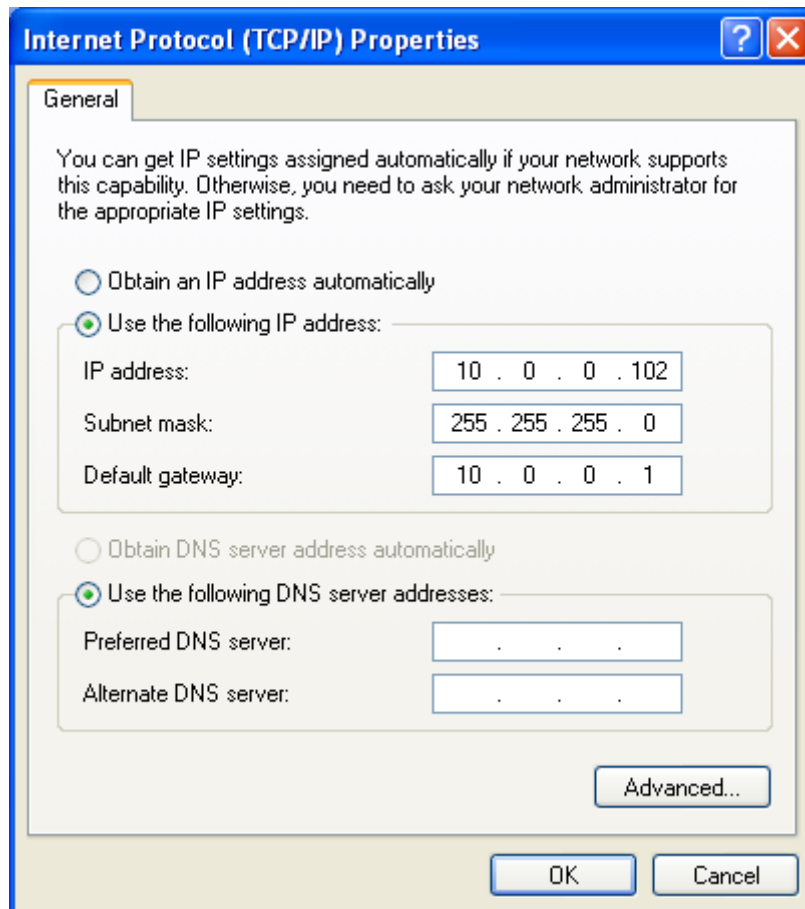 Internet Protocol (TCP/IP) Properties
General
You can get IP settings assigned automatically if your network supports
this capability. Otherwise, you need to ask your network administrator for
the appropriate IP settings.
Obtain an IP address automatically
Use the following IP address:
IP address: 10 . 0 . 0 . 102
Subnet mask: 255 . 255 . 255 . 0
Default gateway: 10 . 0 . 0 . 1
Obtain DNS server address automatically
Use the following DNS server addresses:
Preferred DNS server: . . .
Alternate DNS server: . . .
Advanced...
OK Cancel